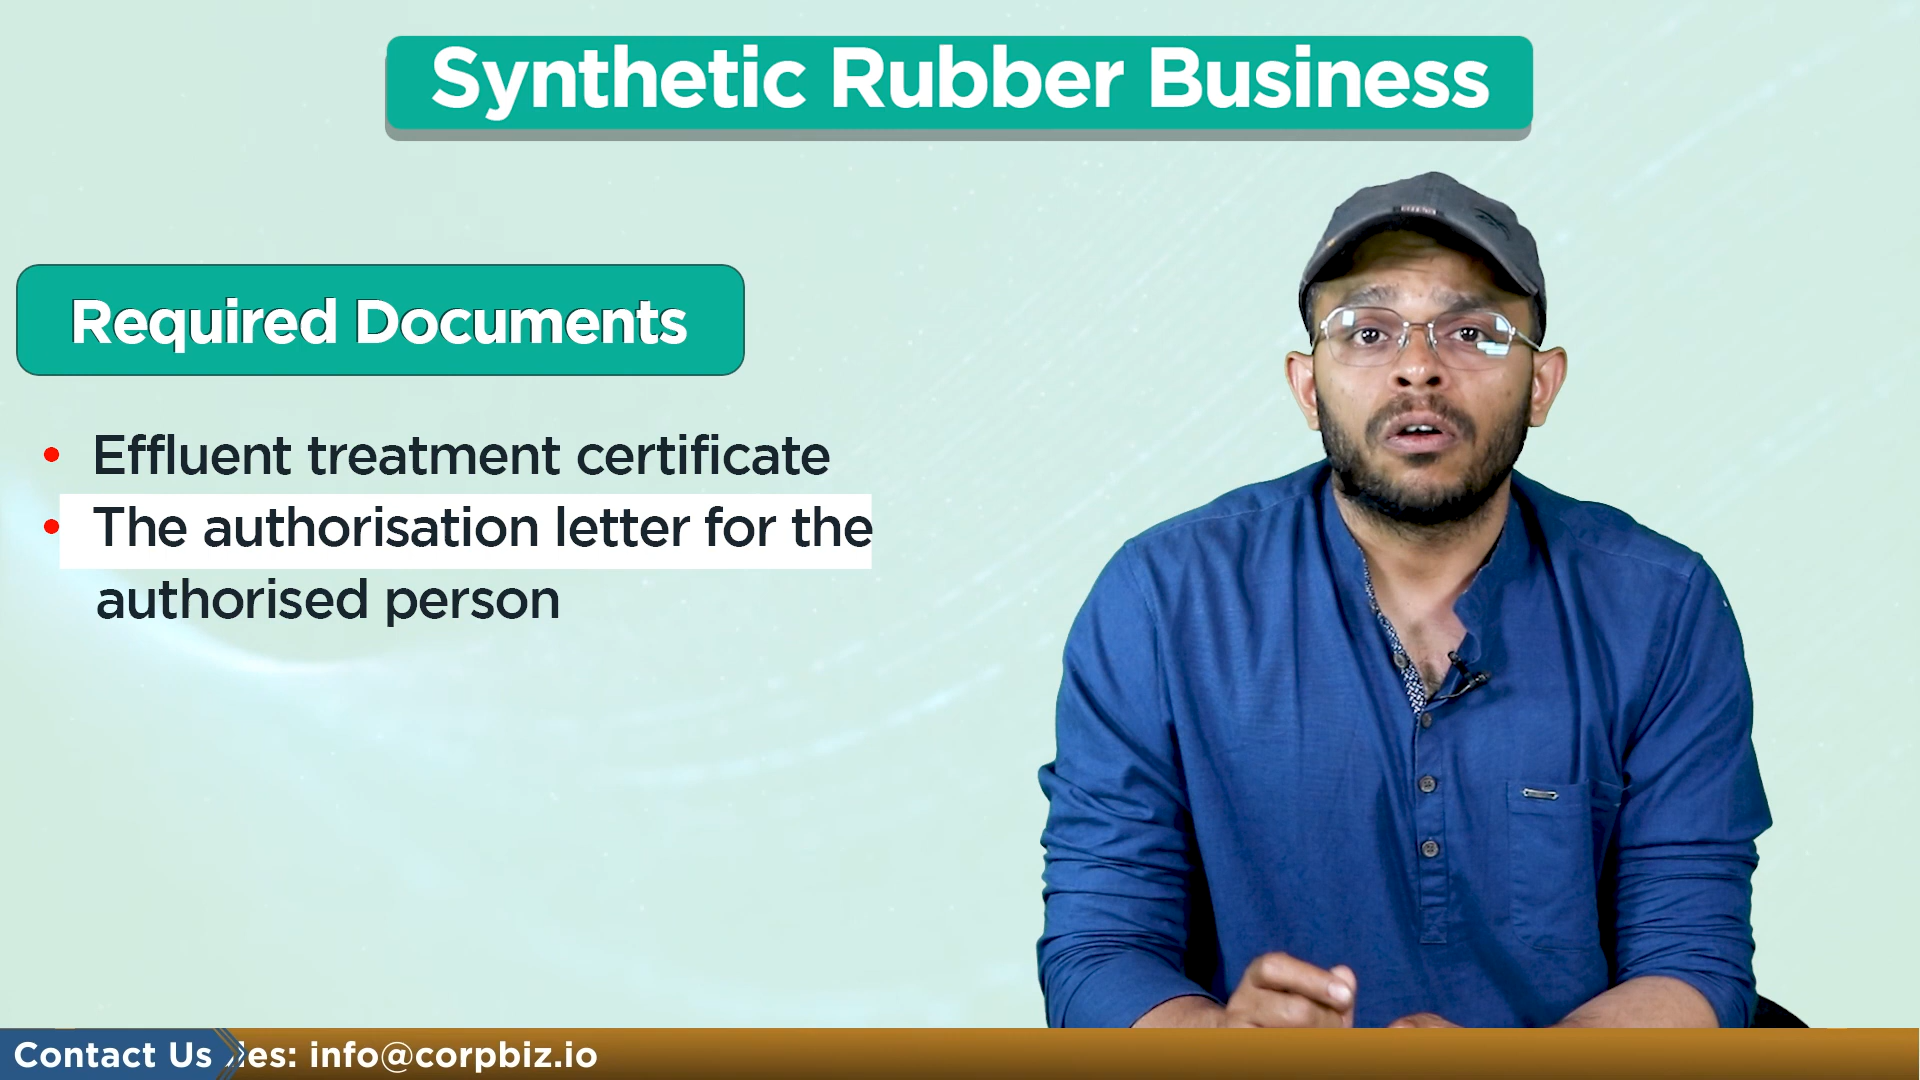 Synthetic Rubber Business
Required Documents
• Effluent treatment certificate
• The authorisation letter for the
authorised person
Contact Us
ies: info@corpbiz.io